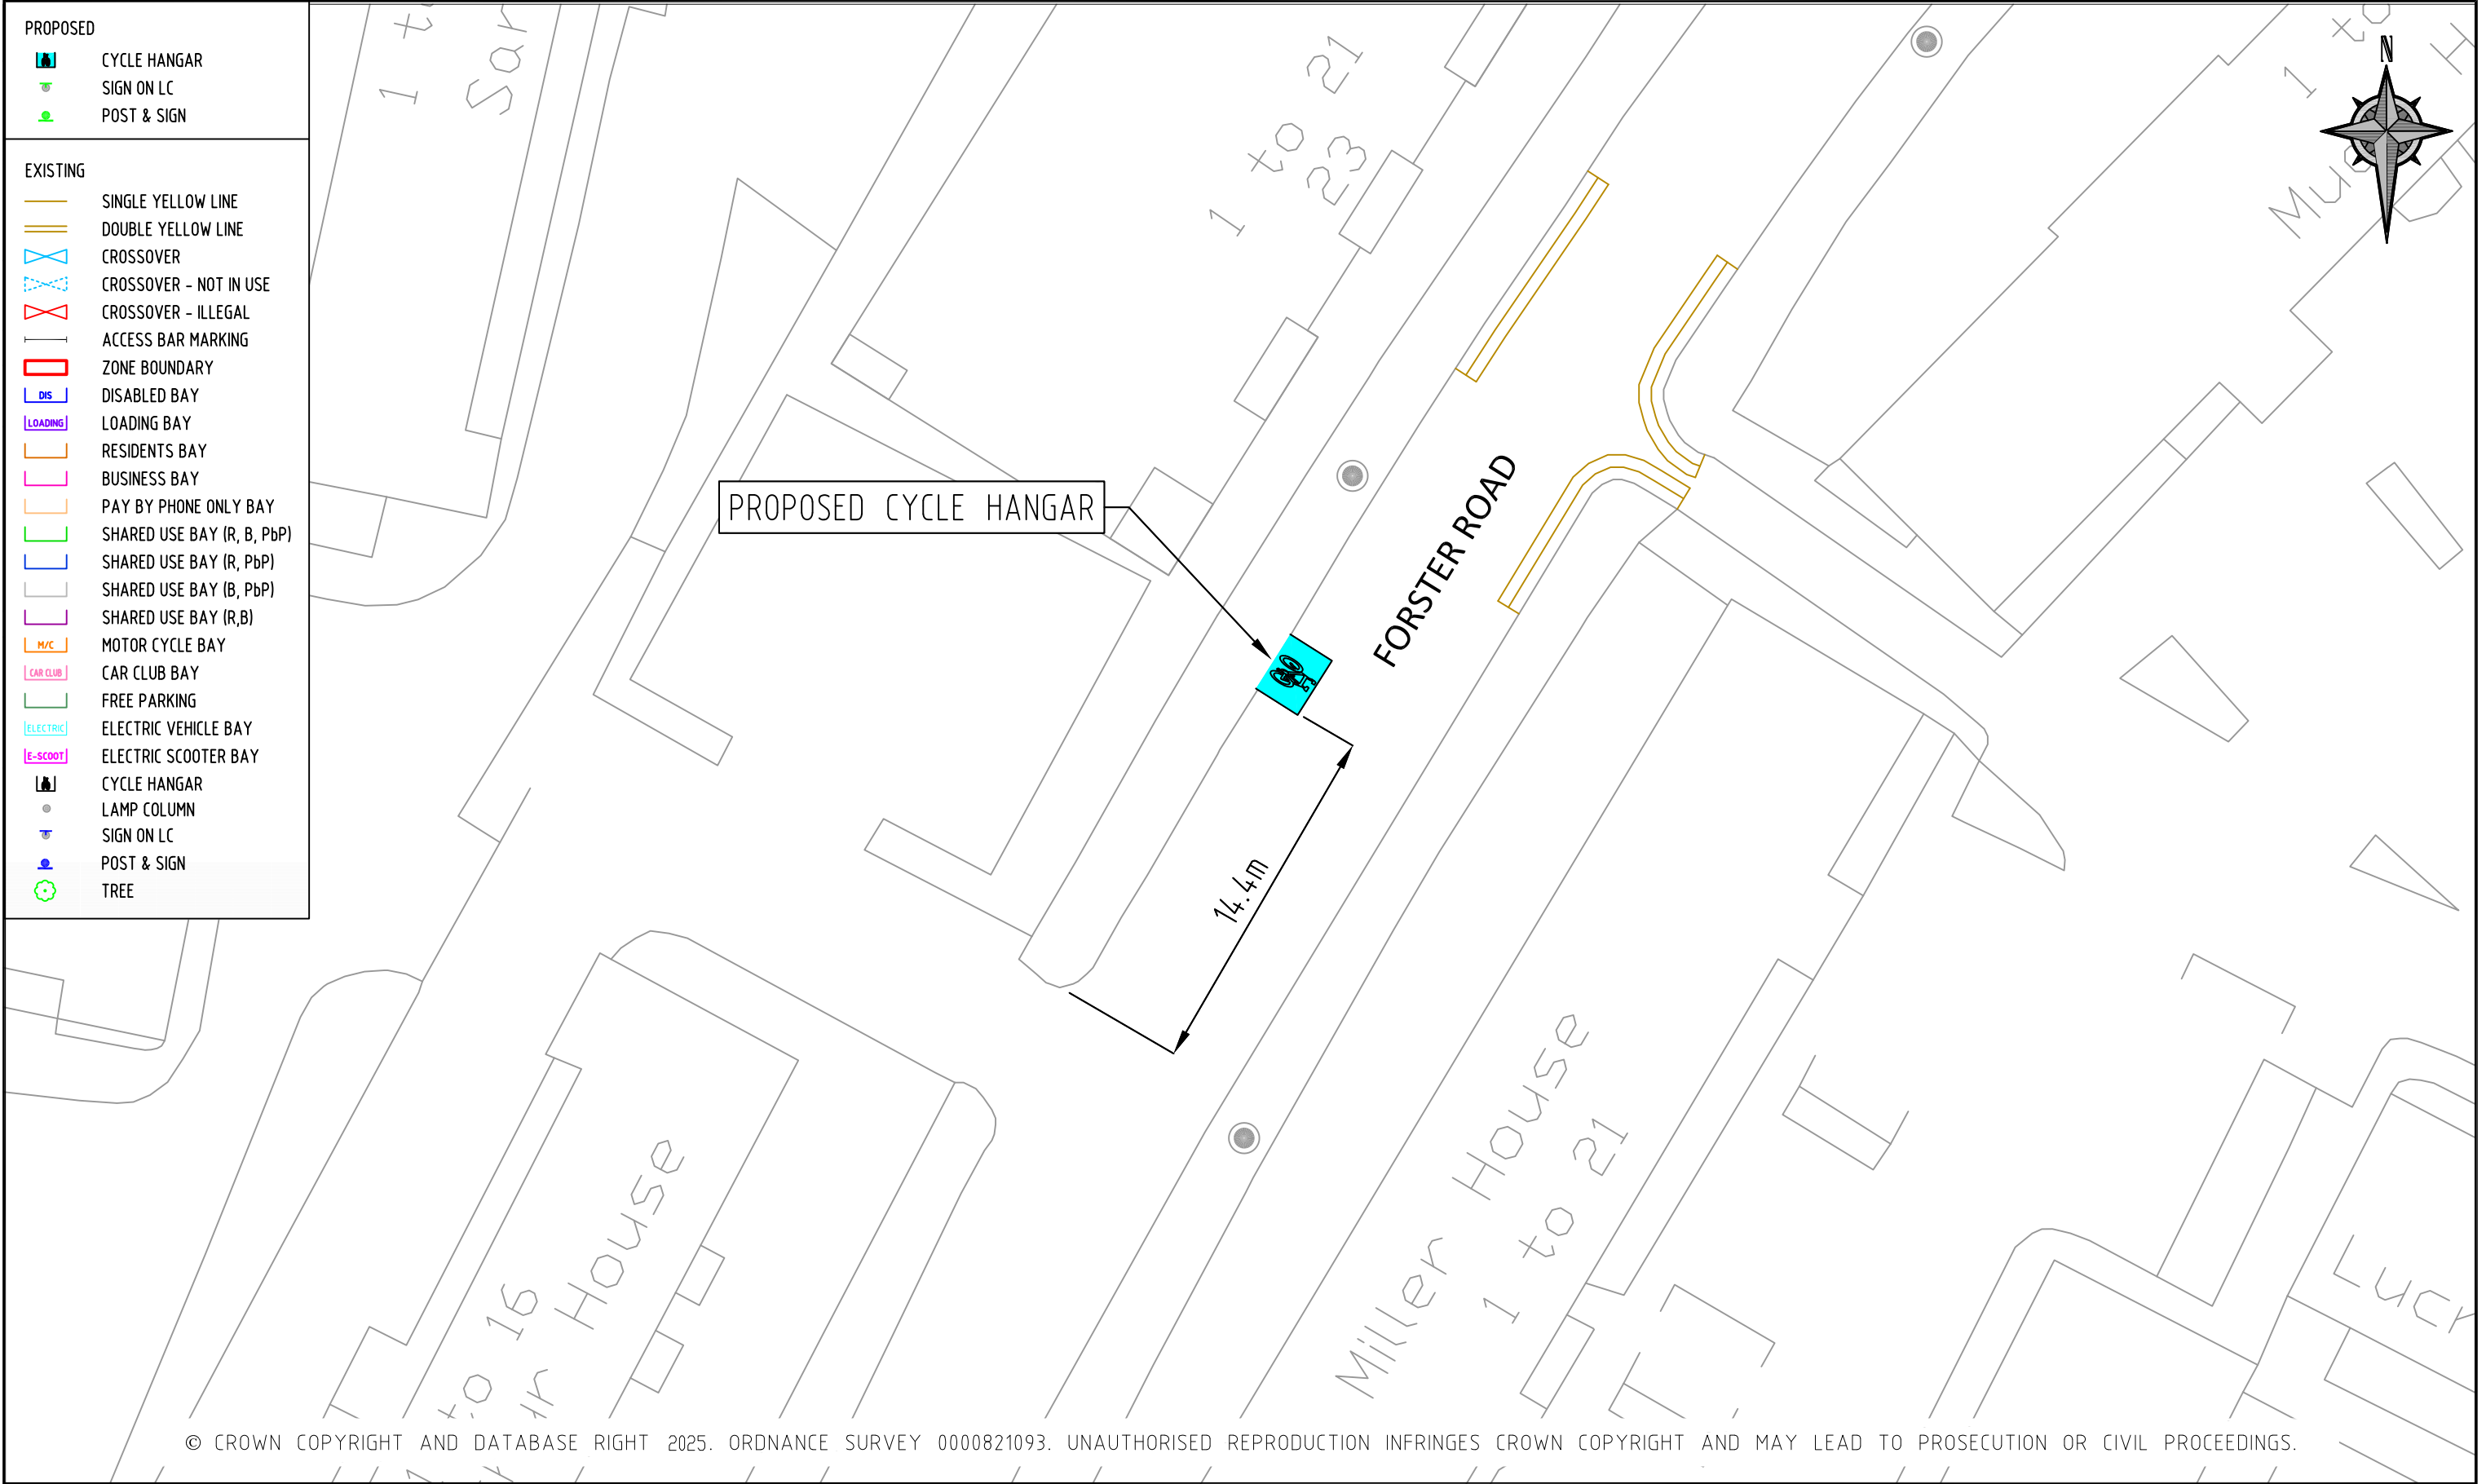 PROPOSED
CYCLE HANGAR
SIGN ON LC
POST & SIGN
EXISTING
SINGLE YELLOW LINE
DOUBLE YELLOW LINE
CROSSOVER
CROSSOVER - NOT IN USE
CROSSOVER - ILLEGAL
ACCESS BAR MARKING
ZONE BOUNDARY
DIS DISABLED BAY
LOADING LOADING BAY
RESIDENTS BAY
BUSINESS BAY
PAY BY PHONE ONLY BAY
SHARED USE BAY (R, B, PbP)
SHARED USE BAY (R, PbP)
SHARED USE BAY (B, PbP)
SHARED USE BAY (R,B)
M/C MOTOR CYCLE BAY
CAR CLUB CAR CLUB BAY
FREE PARKING
ELECTRIC ELECTRIC VEHICLE BAY
E-SCOOT ELECTRIC SCOOTER BAY
CYCLE HANGAR
LAMP COLUMN
SIGN ON LC
POST & SIGN
TREE
N
1 to 21
23
PROPOSED CYCLE HANGAR
FORSTER ROAD
14.4m
Miller House
1 to 21
House
to 16
© CROWN COPYRIGHT AND DATABASE RIGHT 2025. ORDNANCE SURVEY 0000821093. UNAUTHORISED REPRODUCTION INFRINGES CROWN COPYRIGHT AND MAY LEAD TO PROSECUTION OR CIVIL PROCEEDINGS.